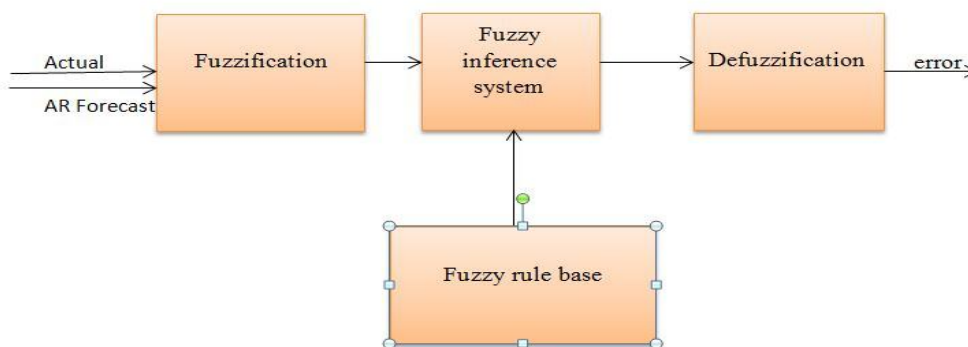 Actual
AR Forecast
Fuzzification
Fuzzy
inference
system
Defuzzification
error
Fuzzy rule base